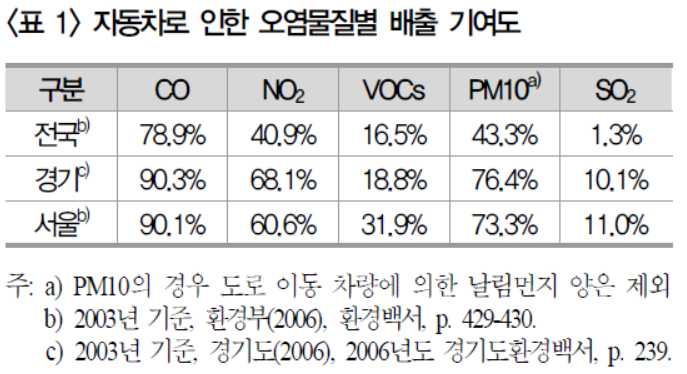 <표 1> 자동차로 인한 오염물질별 배출 기여도
구분 CO NO₂ VOCs PM10a) SO₂
전국b) 78.9% 40.9% 16.5% 43.3% 1.3%
경기c) 90.3% 68.1% 18.8% 76.4% 10.1%
서울b) 90.1% 60.6% 31.9% 73.3% 11.0%
주: a) PM10의 경우 도로 이동 차량에 의한 날림먼지 양은 제외
b) 2003년 기준, 환경부(2006), 환경백서, p. 429-430.
c) 2003년 기준, 경기도(2006), 2006년도 경기도환경백서, p. 239.